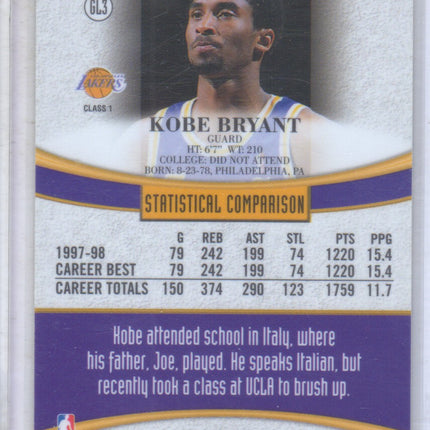 GL3
LAKERS
CLASS 1
KOBE BRYANT
GUARD
HT: 6'7" WT: 210
COLLEGE: DID NOT ATTEND
BORN: 8-23-78, PHILADELPHIA, PA
STATISTICAL COMPARISON
G REB AST STL PTS PPG
1997-98 79 242 199 74 1220 15.4
CAREER BEST 79 242 199 74 1220 15.4
CAREER TOTALS 150 374 290 123 1759 11.7
Kobe attended school in Italy, where
his father, Joe, played. He speaks Italian, but
recently took a class at UCLA to brush up.
NBA